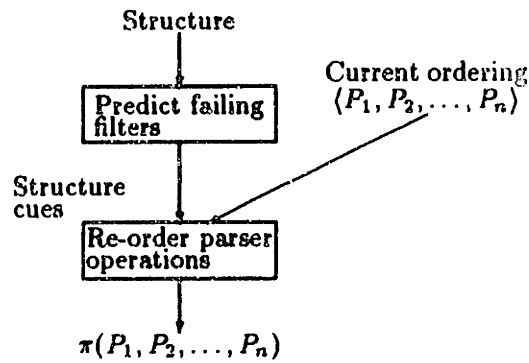 Structure
Current ordering
⟨P₁, P₂, . . . , Pₙ⟩
Predict failing
filters
Structure
cues
Re-order parser
operations
π(P₁, P₂, . . . , Pₙ)